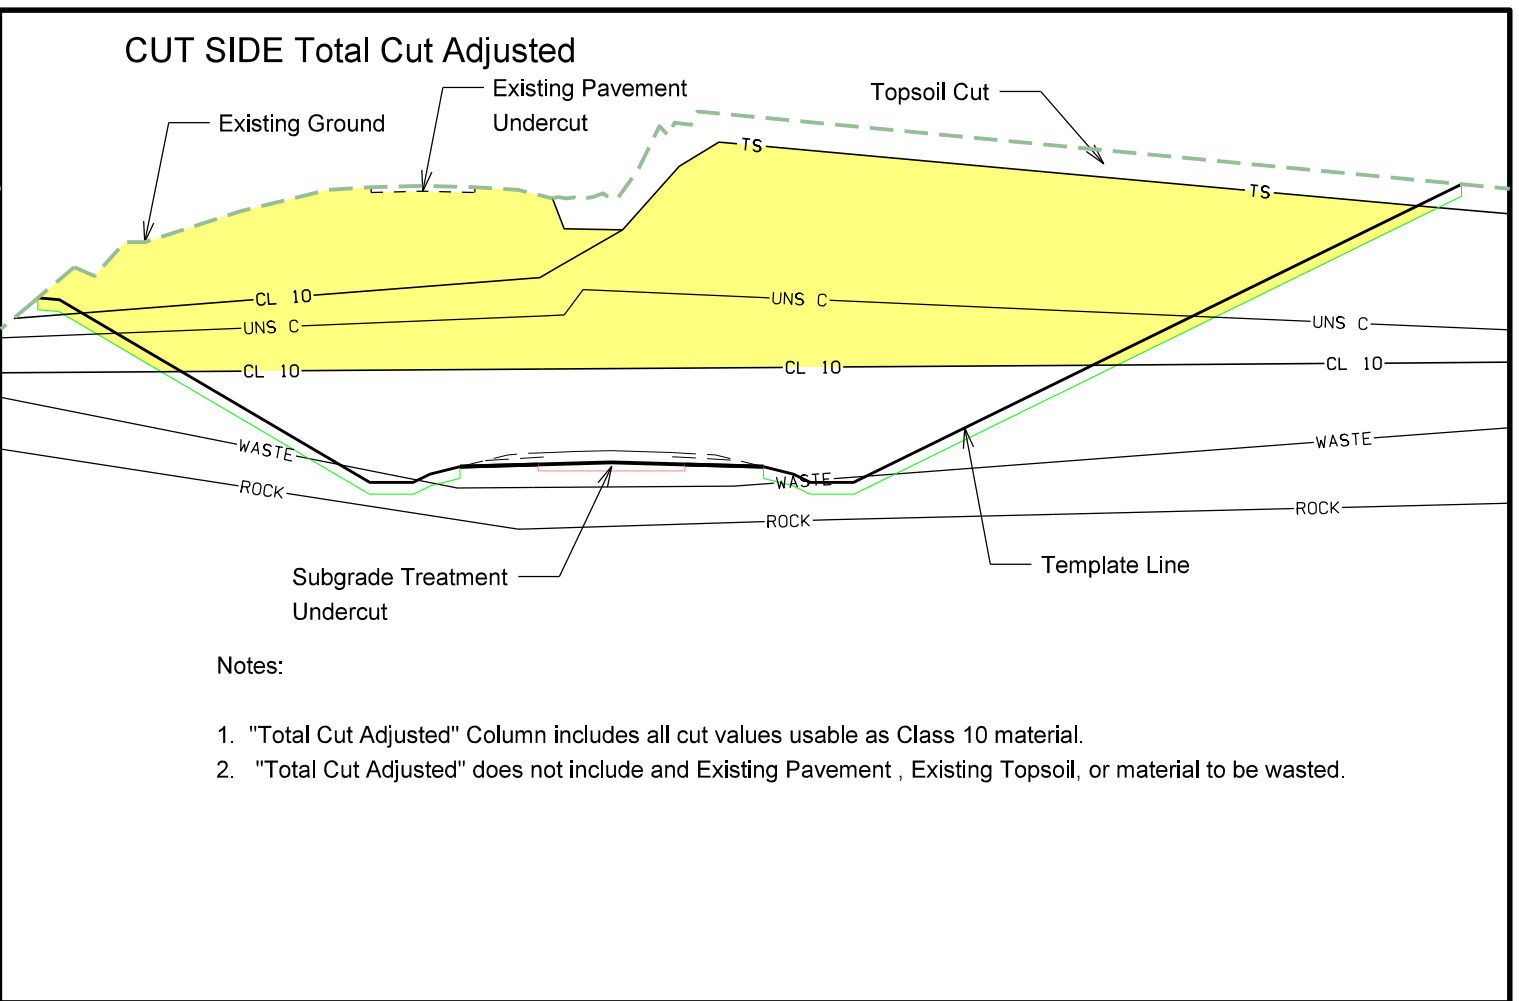 CUT SIDE Total Cut Adjusted
Existing Pavement
Undercut
Topsoil Cut
Existing Ground
TS
TS
CL 10
UNS C
UNS C
UNS C
CL 10
CL 10
CL 10
WASTE
WASTE
WASTE
ROCK
ROCK
ROCK
Subgrade Treatment
Undercut
Template Line
Notes:
1. "Total Cut Adjusted" Column includes all cut values usable as Class 10 material.
2. "Total Cut Adjusted" does not include and Existing Pavement , Existing Topsoil, or material to be wasted.